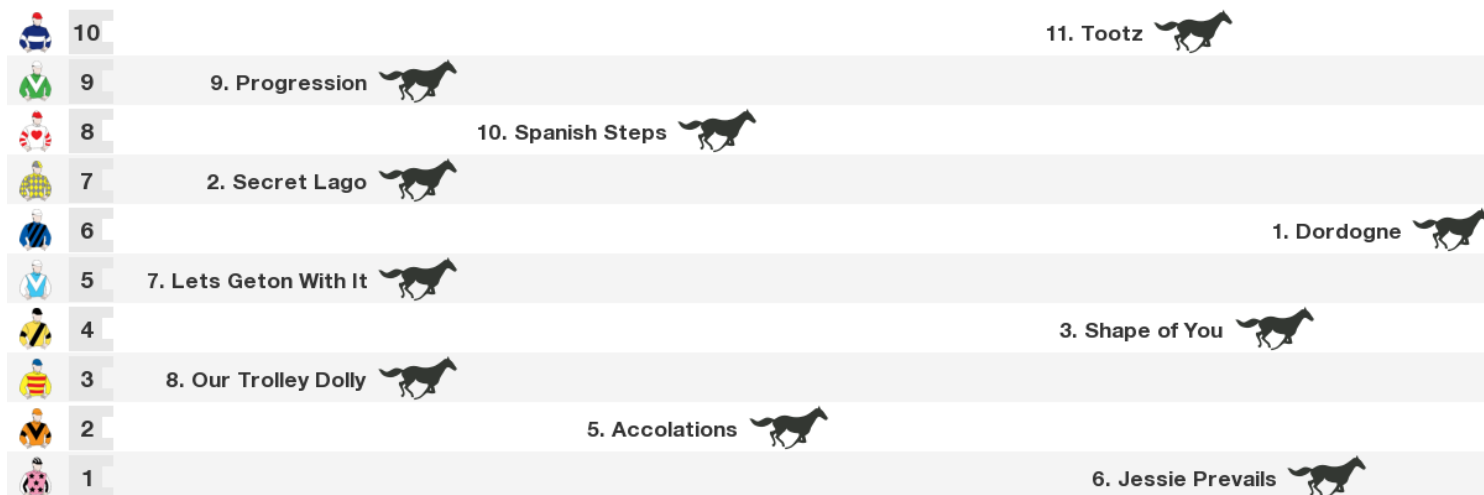 10 11. Tootz
9 9. Progression
8 10. Spanish Steps
7 2. Secret Lago
6 1. Dordogne
5 7. Lets Geton With It
4 3. Shape of You
3 8. Our Trolley Dolly
2 5. Accolations
1 6. Jessie Prevails